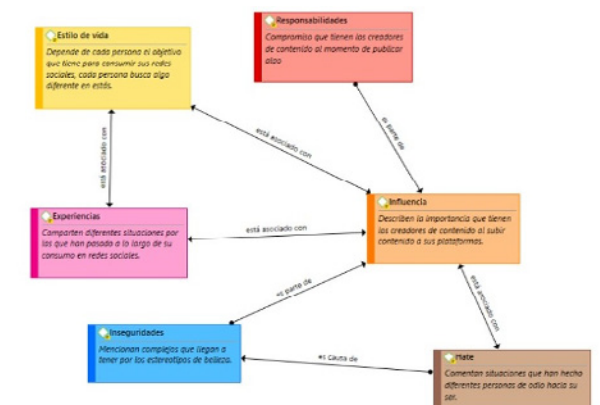 Responsabilidades
Compromiso que tienen los creadores
de contenido al momento de publicar
algo
Estilo de vida
Depende de cada persona el objetivo
que tiene para consumir sus redes
sociales, cada persona busca algo
diferente en estás.
es parte de
está asociado con
está asociado con
Influencia
Describen la importancia que tienen
los creadores de contenido al subir
contenido a sus plataformas.
Experiencias
Comparten diferentes situaciones por
las que han pasado a lo largo de su
consumo en redes sociales.
está asociado con
es parte de
está asociado con
Inseguridades
Mencionan complejos que llegan a
tener por los estereotipos de belleza.
es causa de
Hate
Comentan situaciones que han hecho
diferentes personas de odio hacia su
ser.